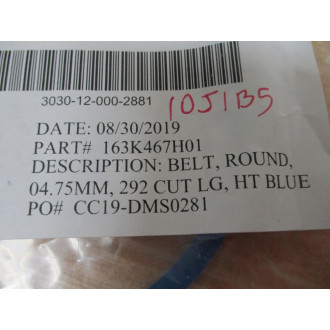 3030-12-000-2881
10J1B5
DATE: 08/30/2019
PART# 163K467H01
DESCRIPTION: BELT, ROUND,
04.75MM, 292 CUT LG, HT BLUE
PO# CC19-DMS0281